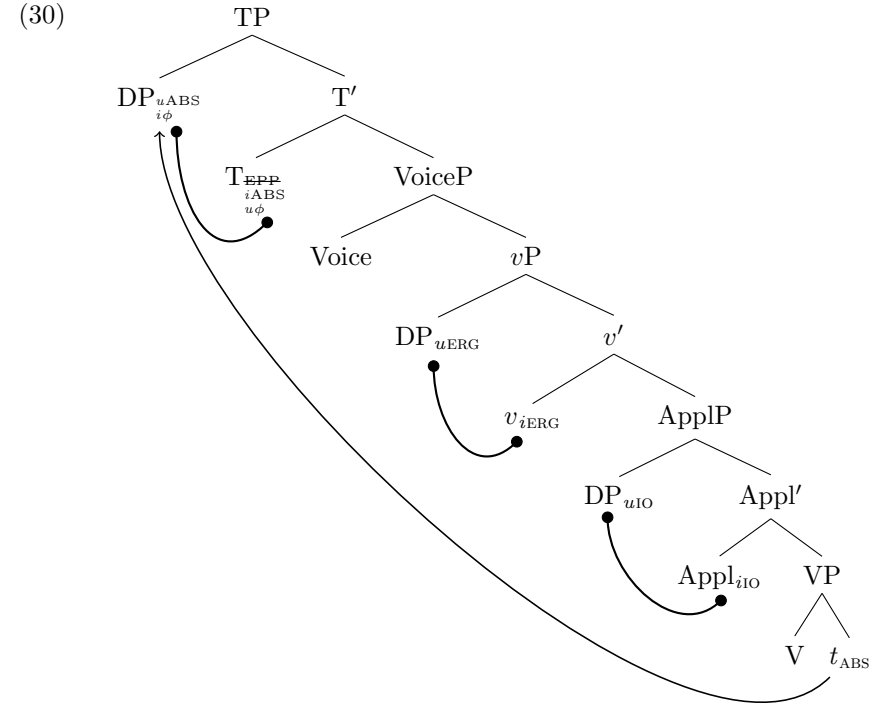 (30)
TP
DP uABS iφ
T′
T E̶P̶P̶ iABS uφ
VoiceP
Voice
vP
DP uERG
v′
v iERG
ApplP
DP uIO
Appl′
Appl iIO
VP
V
t ABS